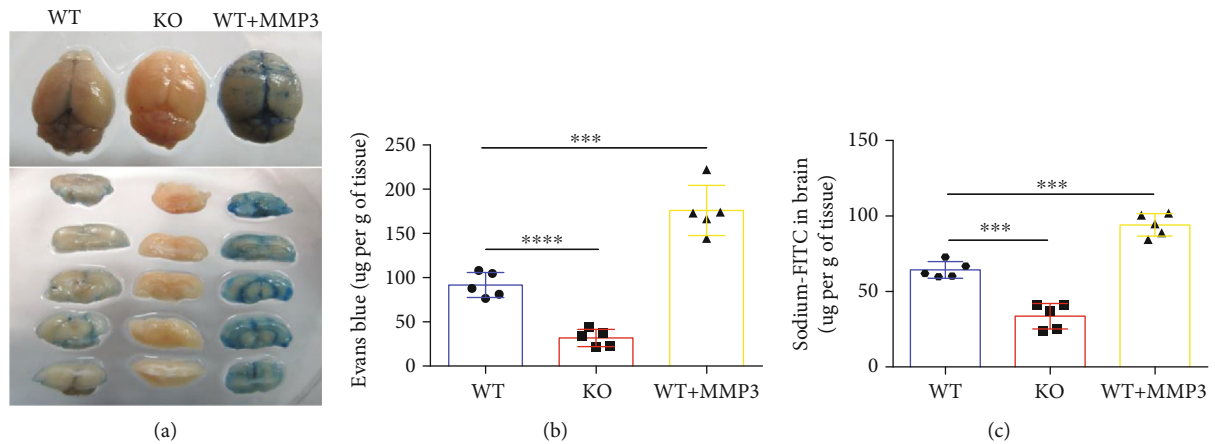 WT KO WT+MMP3
(a)
Evans blue (ug per g of tissue)
250
200
150
100
50
0
***
****
WT KO WT+MMP3
(b)
Sodium-FITC in brain
(ug per g of tissue)
150
100
50
0
***
***
WT KO WT+MMP3
(c)